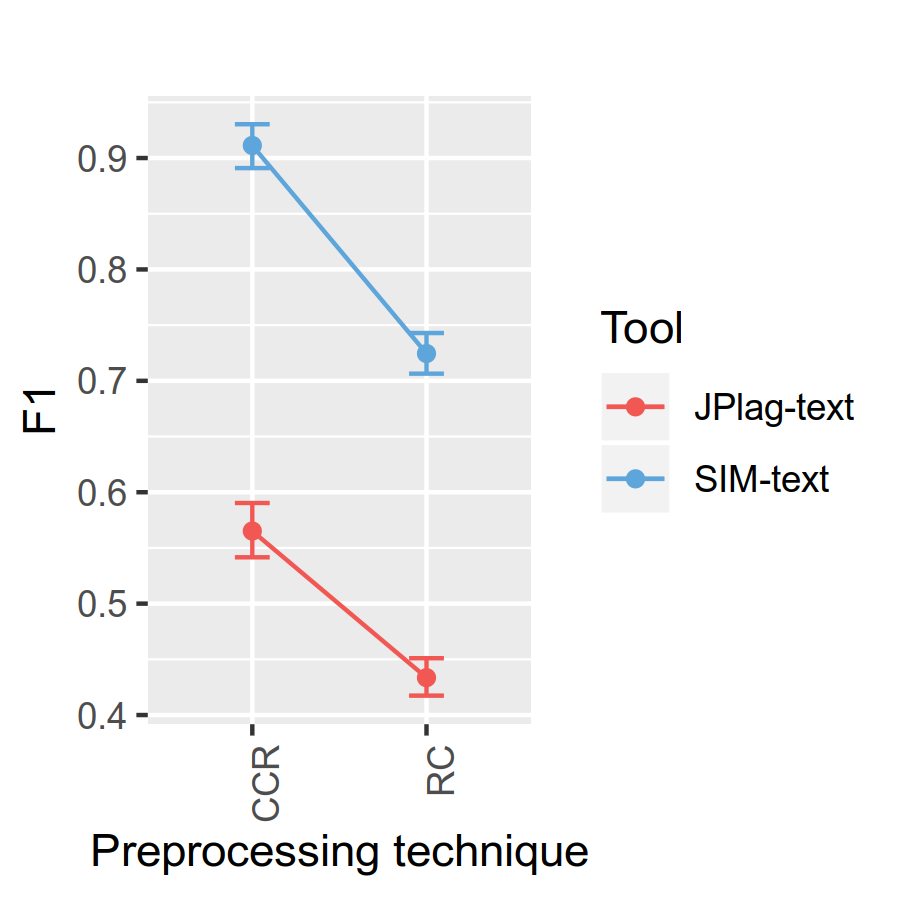 F1
0.9
0.8
0.7
0.6
0.5
0.4
CCR
RC
Preprocessing technique
Tool
JPlag-text
SIM-text